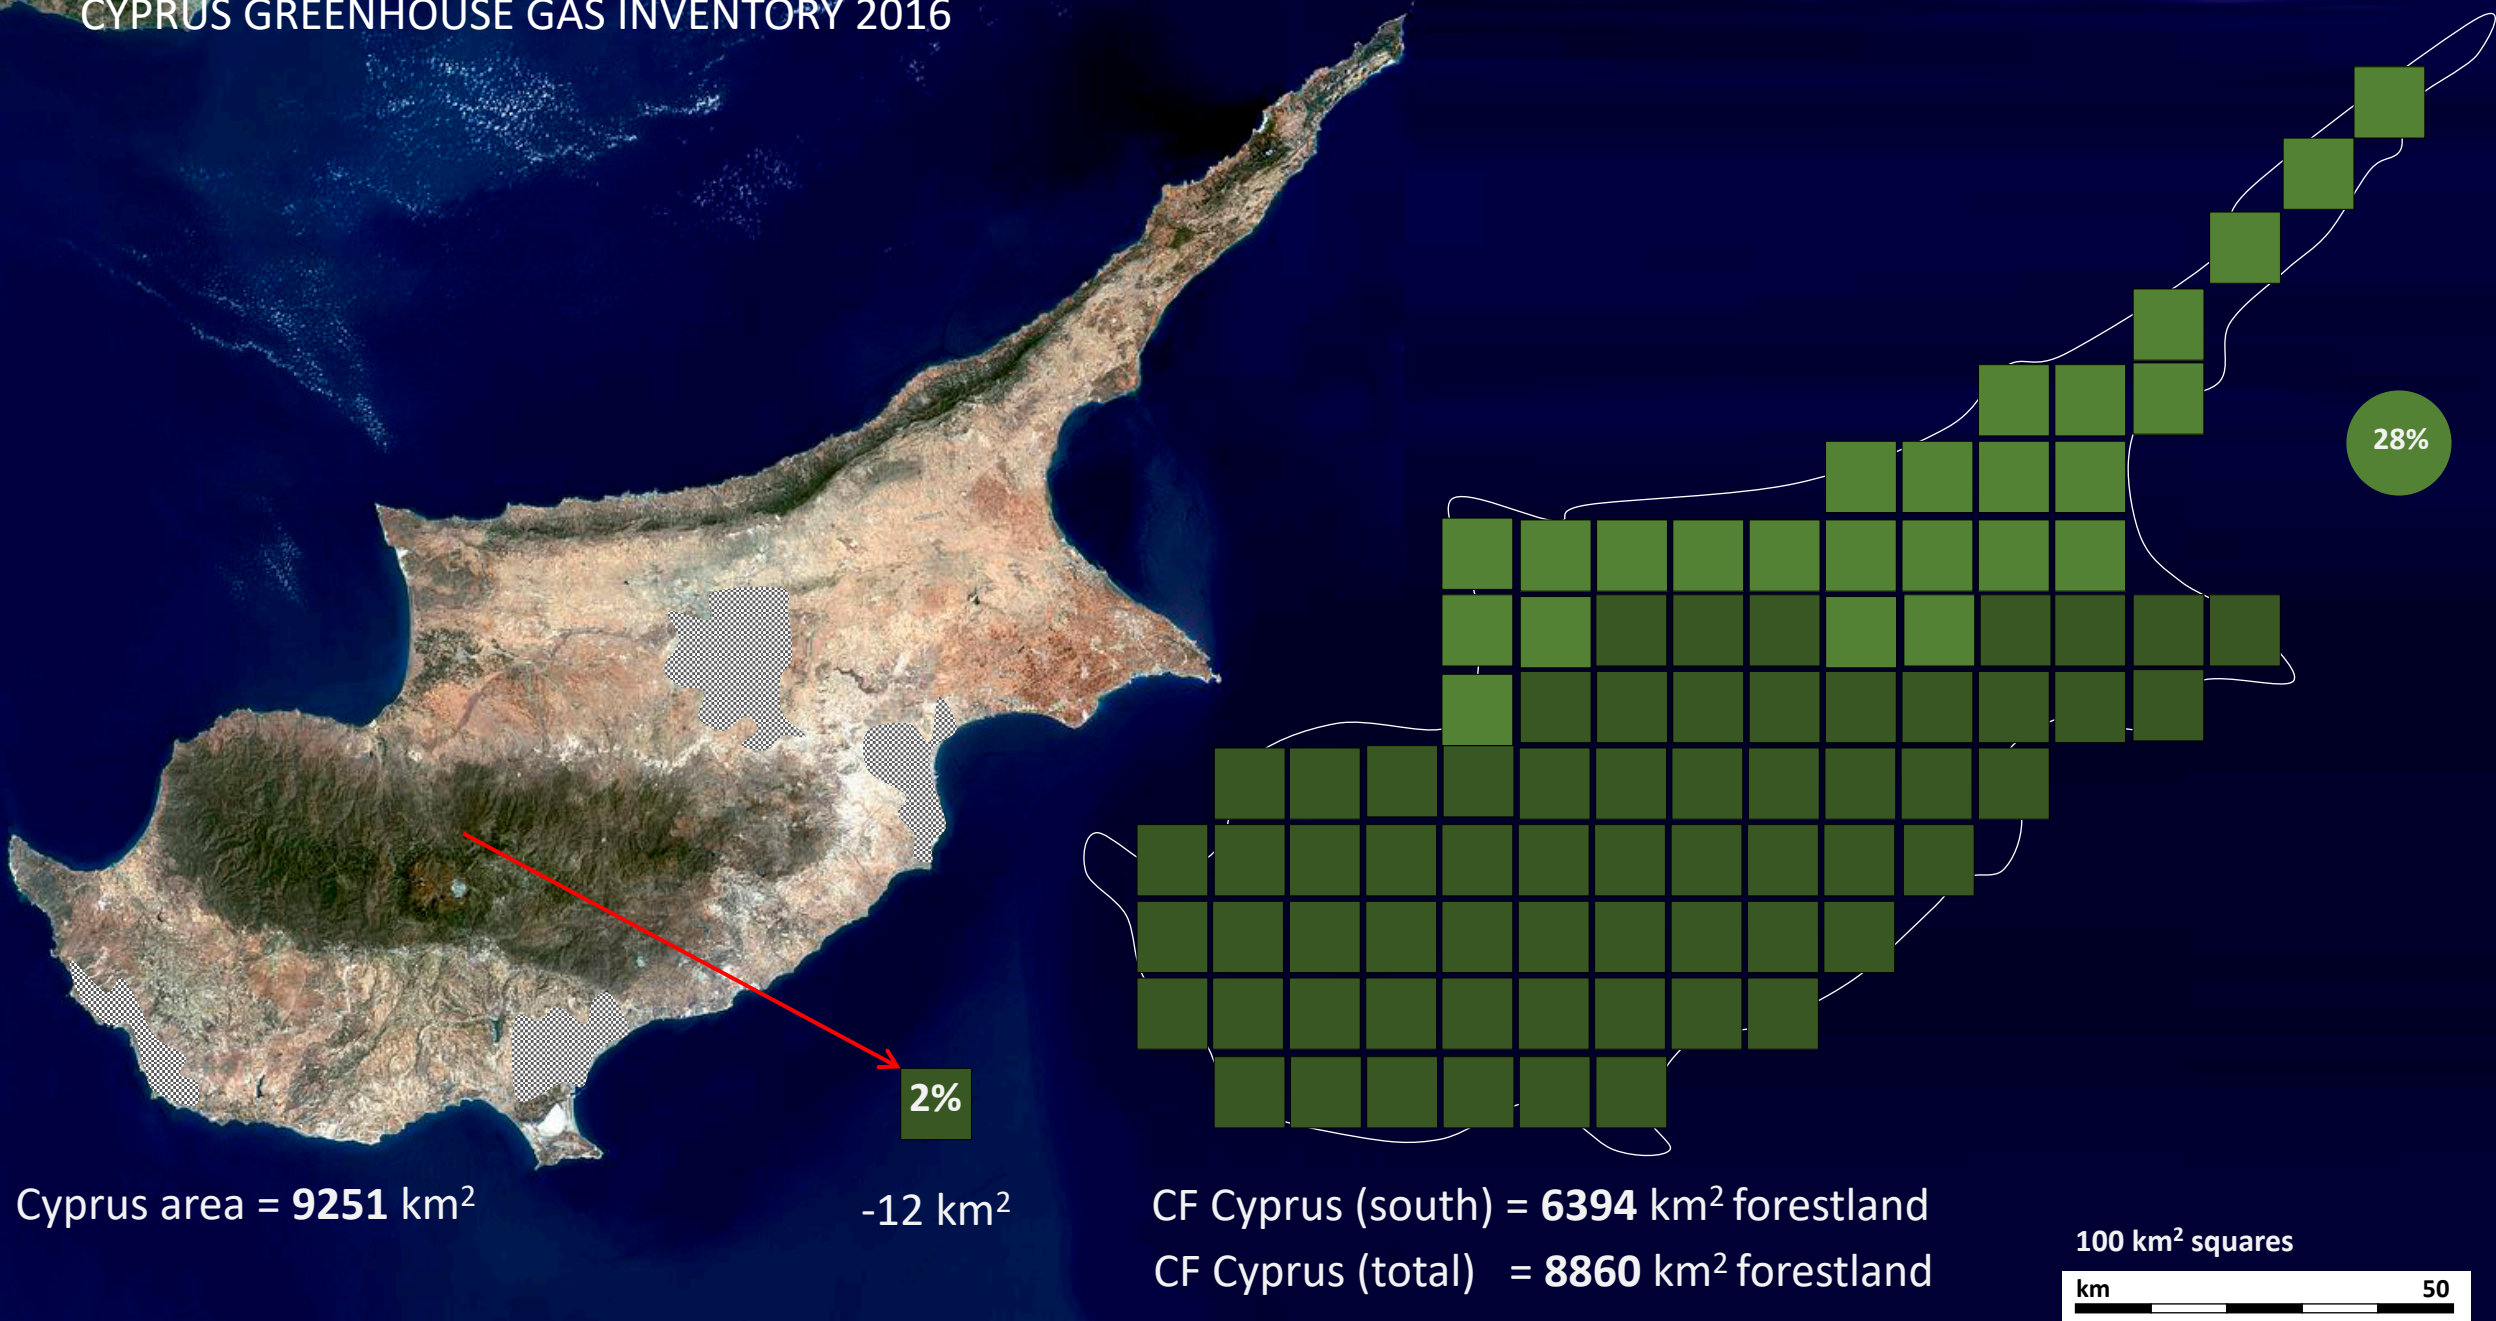 CYPRUS GREENHOUSE GAS INVENTORY 2016
28%
2%
Cyprus area = 9251 km²
-12 km²
CF Cyprus (south) = 6394 km² forestland
CF Cyprus (total) = 8860 km² forestland
100 km² squares
km 50